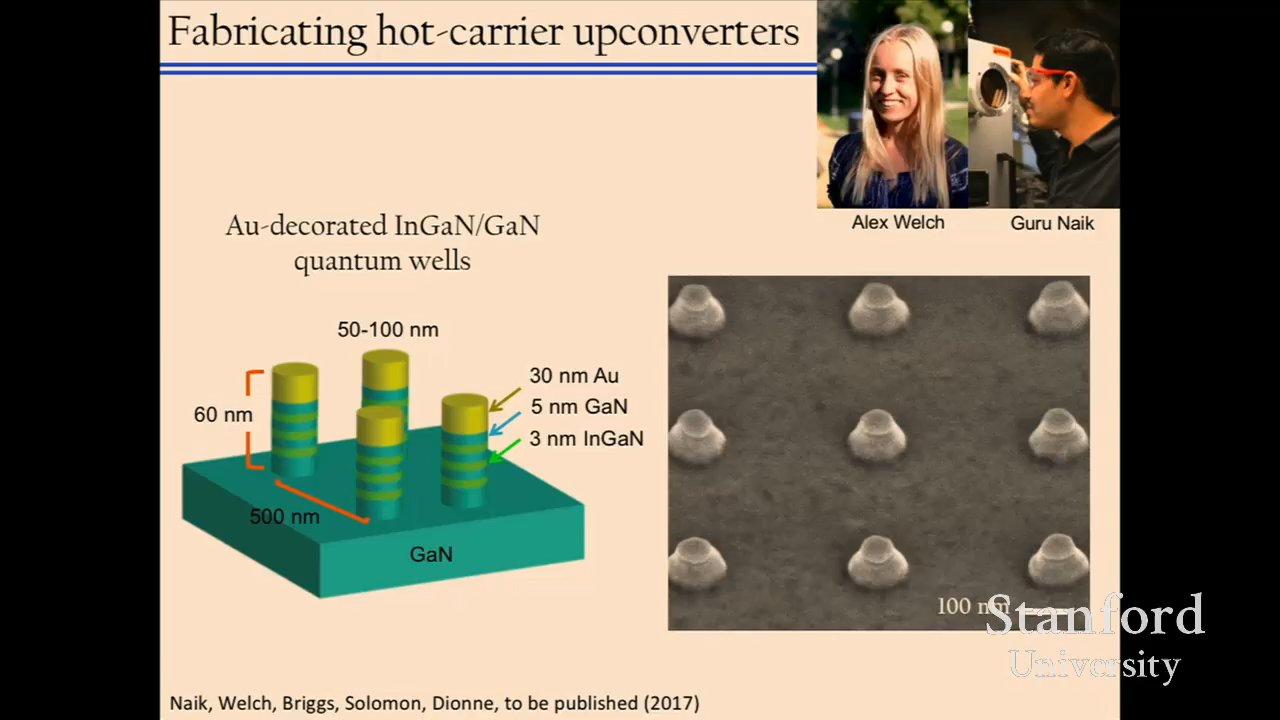 Fabricating hot-carrier upconverters
Alex Welch
Guru Naik
Au-decorated InGaN/GaN
quantum wells
50-100 nm
30 nm Au
5 nm GaN
3 nm InGaN
60 nm
500 nm
GaN
100 nm
Stanford
University
Naik, Welch, Briggs, Solomon, Dionne, to be published (2017)